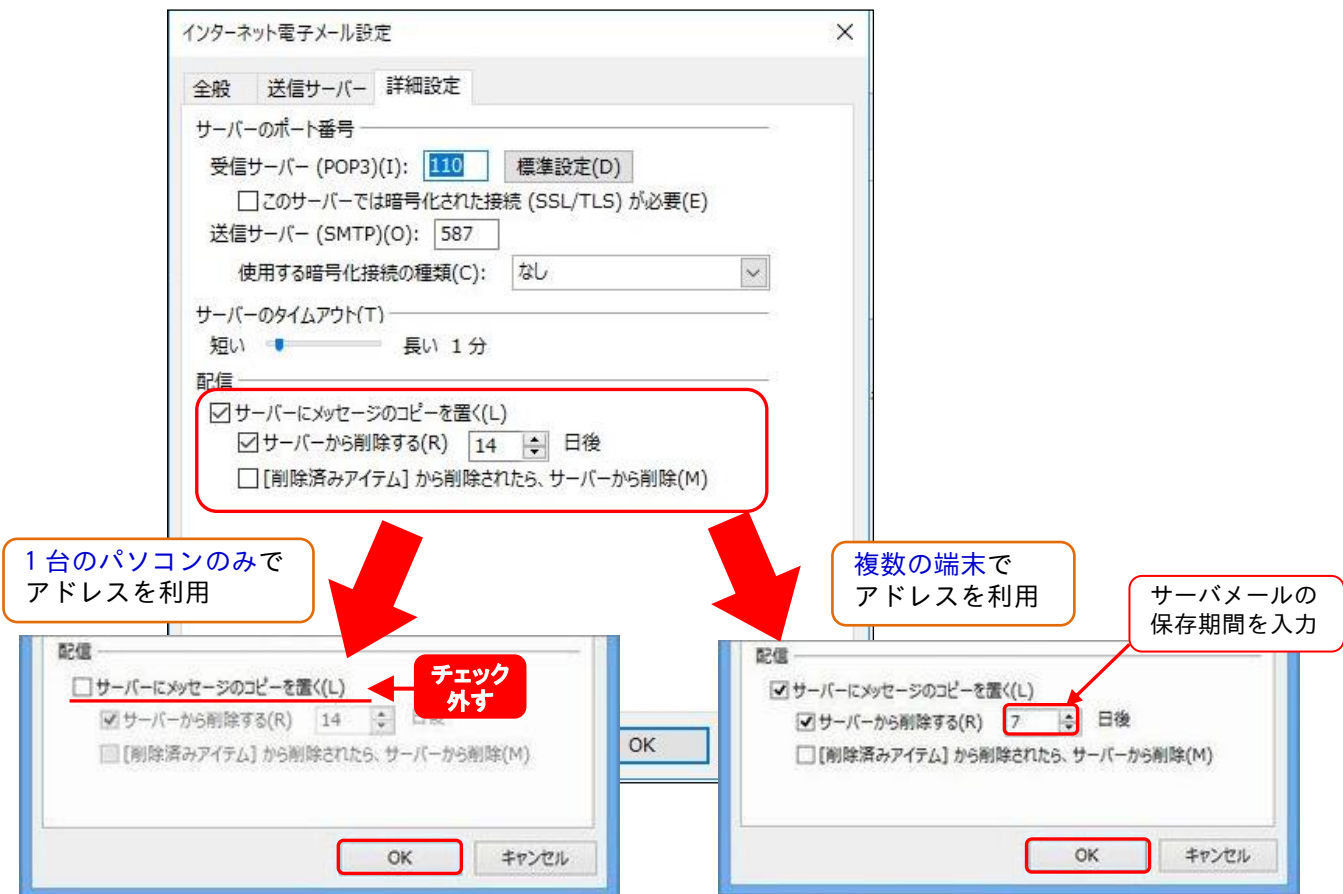 インターネット電子メール設定
全般 送信サーバー 詳細設定
サーバーのポート番号
受信サーバー (POP3)(I): 110 標準設定(D)
このサーバーでは暗号化された接続 (SSL/TLS) が必要(E)
送信サーバー (SMTP)(O): 587
使用する暗号化接続の種類(C): なし
サーバーのタイムアウト(T)
短い 長い 1 分
配信
サーバーにメッセージのコピーを置く(L)
サーバーから削除する(R) 14 日後
[削除済みアイテム] から削除されたら、サーバーから削除(M)
1台のパソコンのみで
アドレスを利用
複数の端末で
アドレスを利用
サーバメールの
保存期間を入力
配信
サーバーにメッセージのコピーを置く(L)
チェック
外す
サーバーから削除する(R) 14
[削除済みアイテム] から削除されたら、サーバーから削除(M)
OK キャンセル
OK
配信
サーバーにメッセージのコピーを置く(L)
サーバーから削除する(R) 7 日後
[削除済みアイテム] から削除されたら、サーバーから削除(M)
OK キャンセル